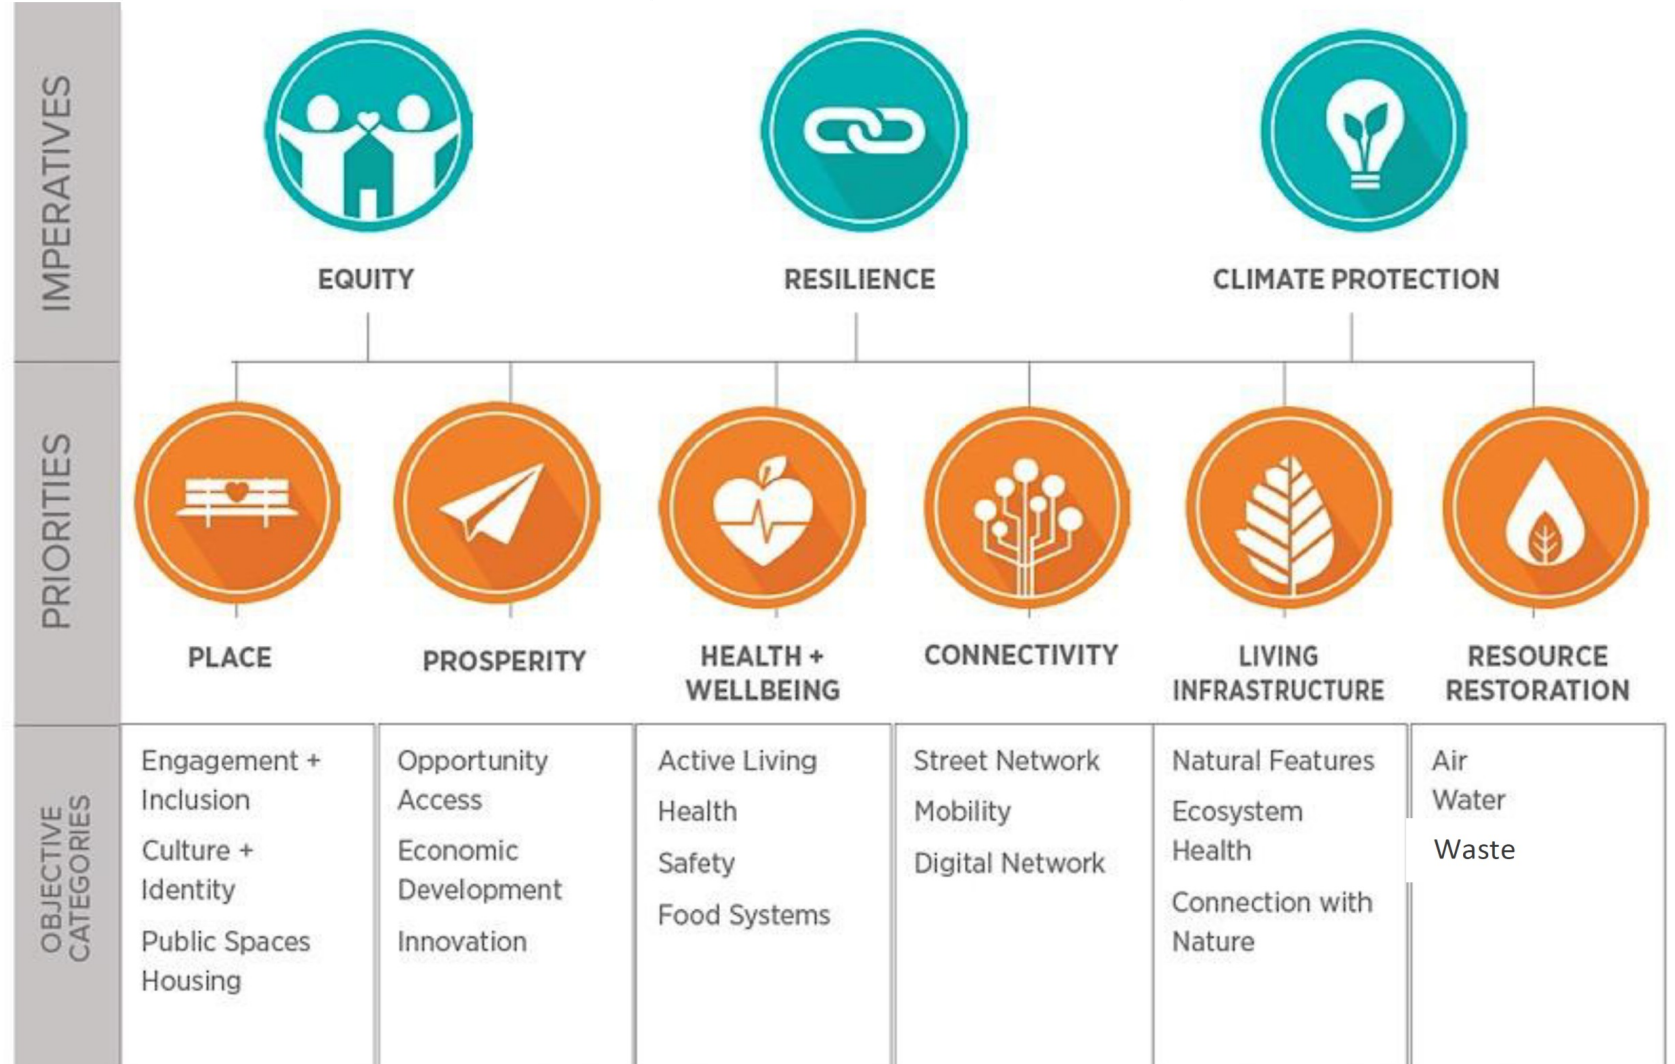 IMPERATIVES
EQUITY
RESILIENCE
CLIMATE PROTECTION
PRIORITIES
PLACE
PROSPERITY
HEALTH +
WELLBEING
CONNECTIVITY
LIVING
INFRASTRUCTURE
RESOURCE
RESTORATION
OBJECTIVE
CATEGORIES
Engagement +
Inclusion
Culture +
Identity
Public Spaces
Housing
Opportunity
Access
Economic
Development
Innovation
Active Living
Health
Safety
Food Systems
Street Network
Mobility
Digital Network
Natural Features
Ecosystem
Health
Connection with
Nature
Air
Water
Waste